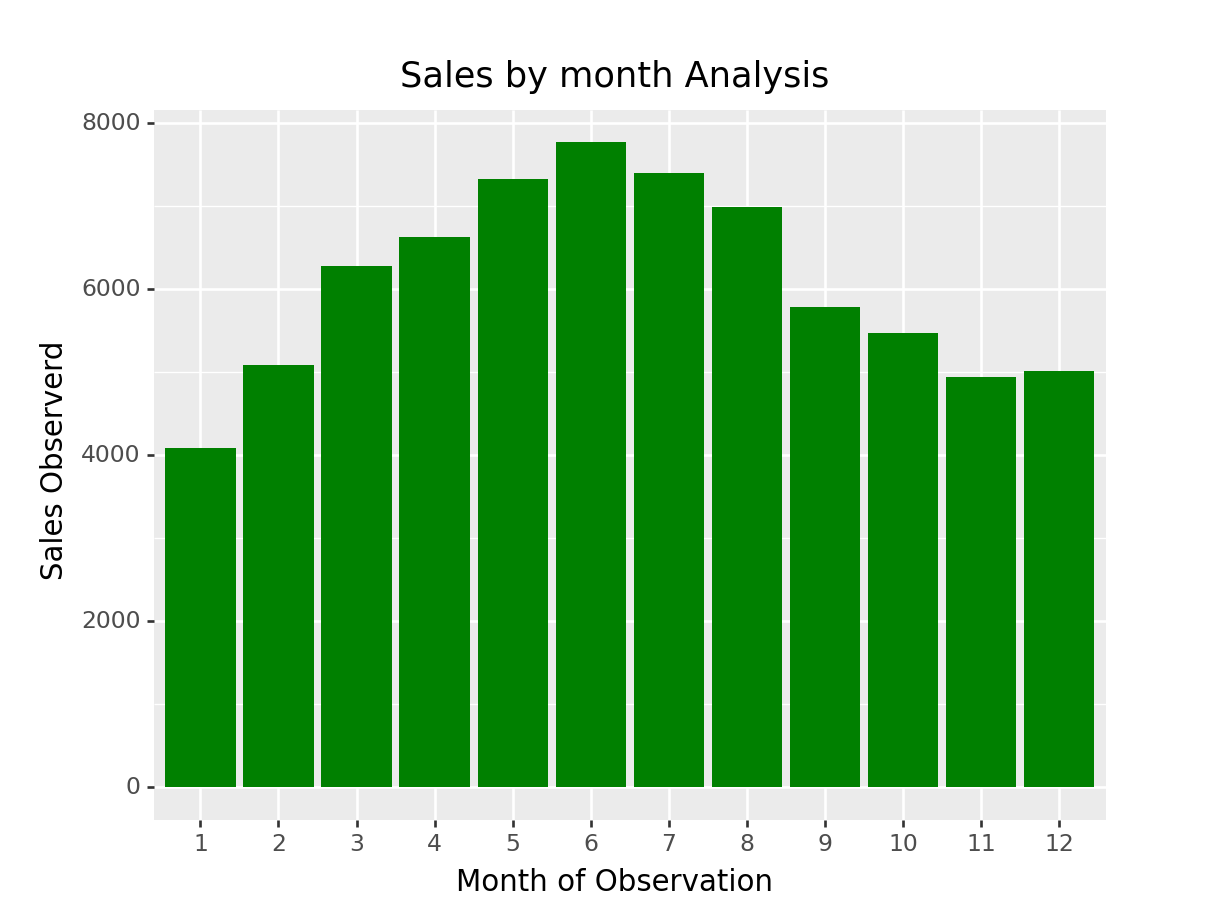 Sales by month Analysis
8000
6000
4000
2000
0
Sales Observerd
1 2 3 4 5 6 7 8 9 10 11 12
Month of Observation